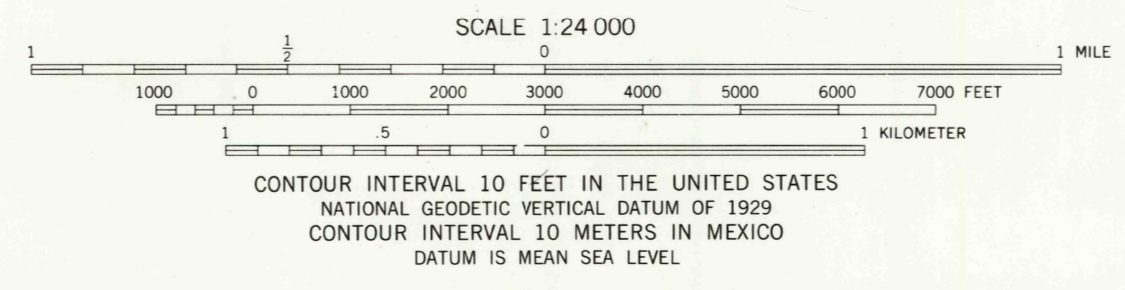 SCALE 1:24 000
1 1/2 0 1 MILE
1000 0 1000 2000 3000 4000 5000 6000 7000 FEET
1 .5 0 1 KILOMETER
CONTOUR INTERVAL 10 FEET IN THE UNITED STATES
NATIONAL GEODETIC VERTICAL DATUM OF 1929
CONTOUR INTERVAL 10 METERS IN MEXICO
DATUM IS MEAN SEA LEVEL